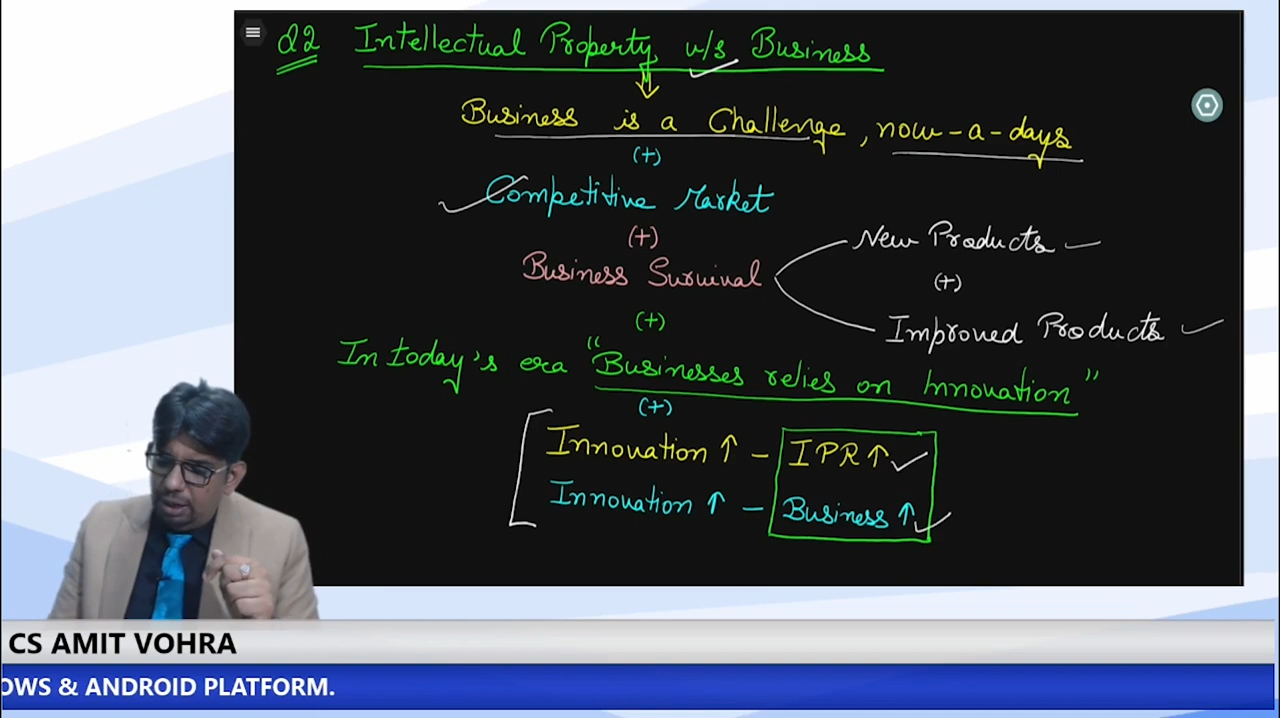 Q2 Intellectual Property v/s Business
Business is a Challenge, now-a-days
(+)
Competitive Market
(+)
Business Survival
New Products
(+)
Improved Products
(+)
In today's era "Businesses relies on Innovation"
(+)
Innovation ↑ - IPR ↑
Innovation ↑ - Business ↑
CS AMIT VOHRA
OWS & ANDROID PLATFORM.